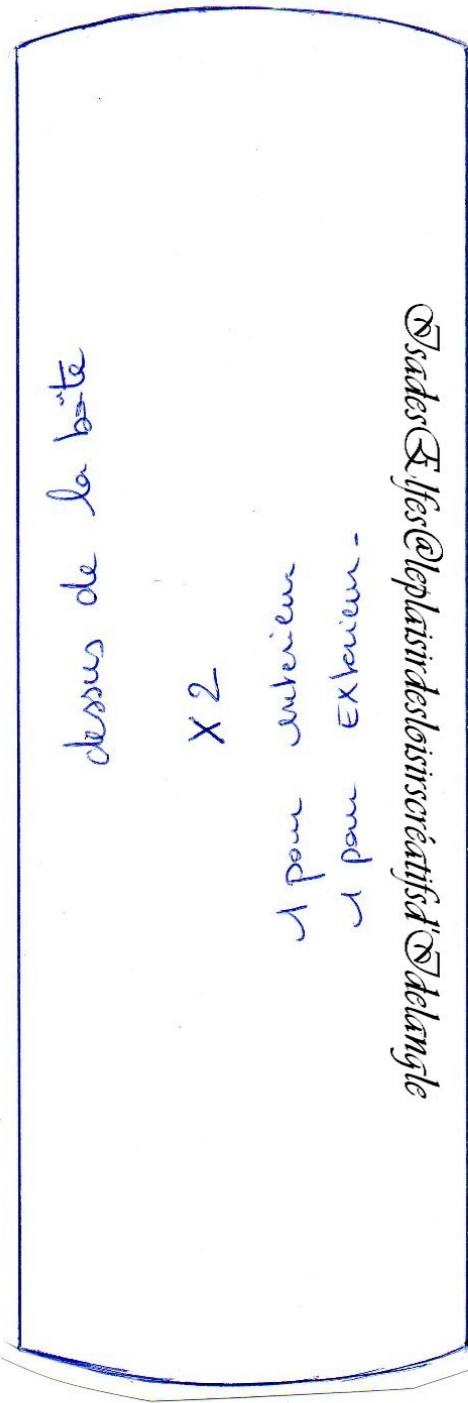 dessus de la boîte
X 2
1 pour intérieur
1 pour EXtérieur.
IsadesElfes@leplaisirdesloisirscréatifsd'Idelangle